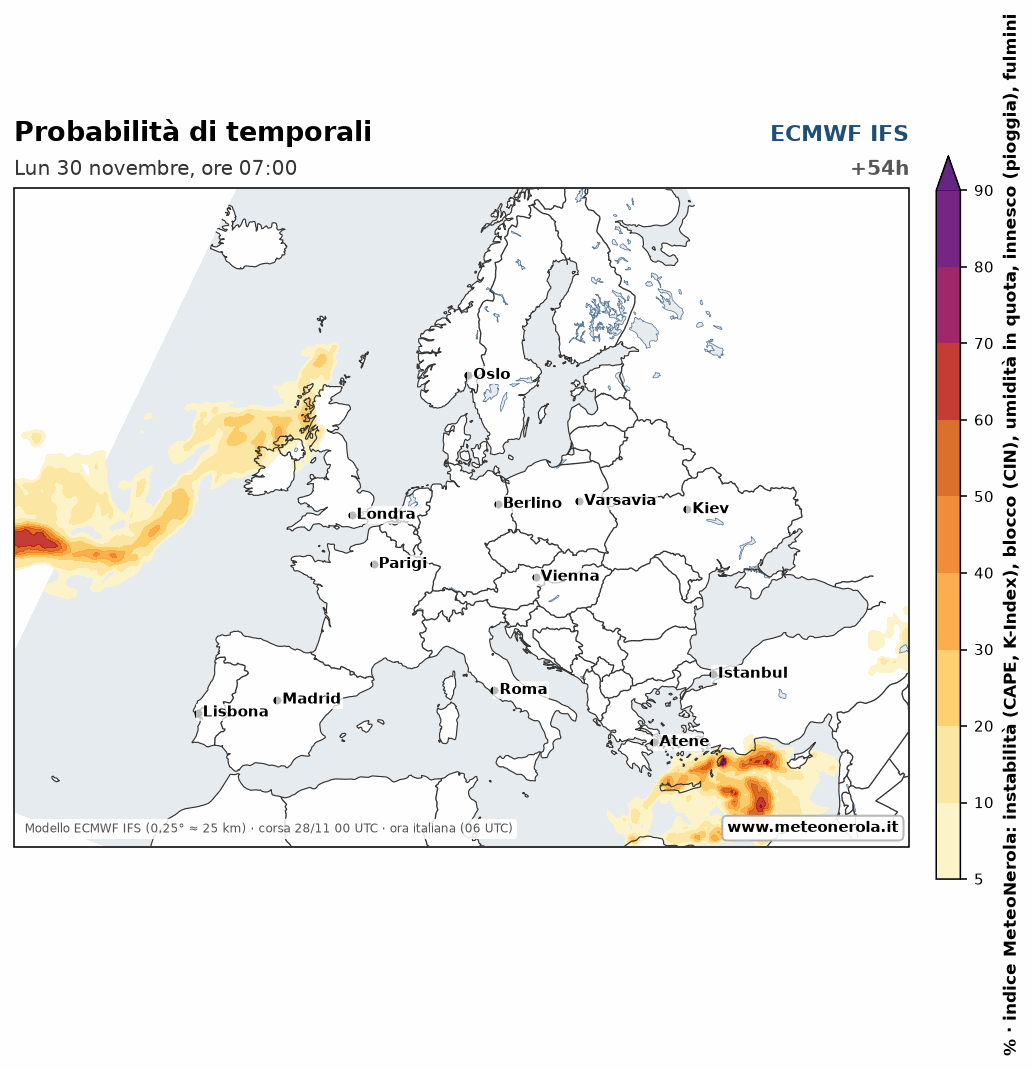 Probabilità di temporali
ECMWF IFS
Lun 30 novembre, ore 07:00
+54h
Oslo
Berlino
Varsavia
Kiev
Londra
Parigi
Vienna
Istanbul
Roma
Madrid
Lisbona
Atene
Modello ECMWF IFS (0,25° ≈ 25 km) · corsa 28/11 00 UTC · ora italiana (06 UTC)
www.meteonerola.it
90
80
70
60
50
40
30
20
10
5
% · indice MeteoNerola: instabilità (CAPE, K-Index), blocco (CIN), umidità in quota, innesco (pioggia), fulmini